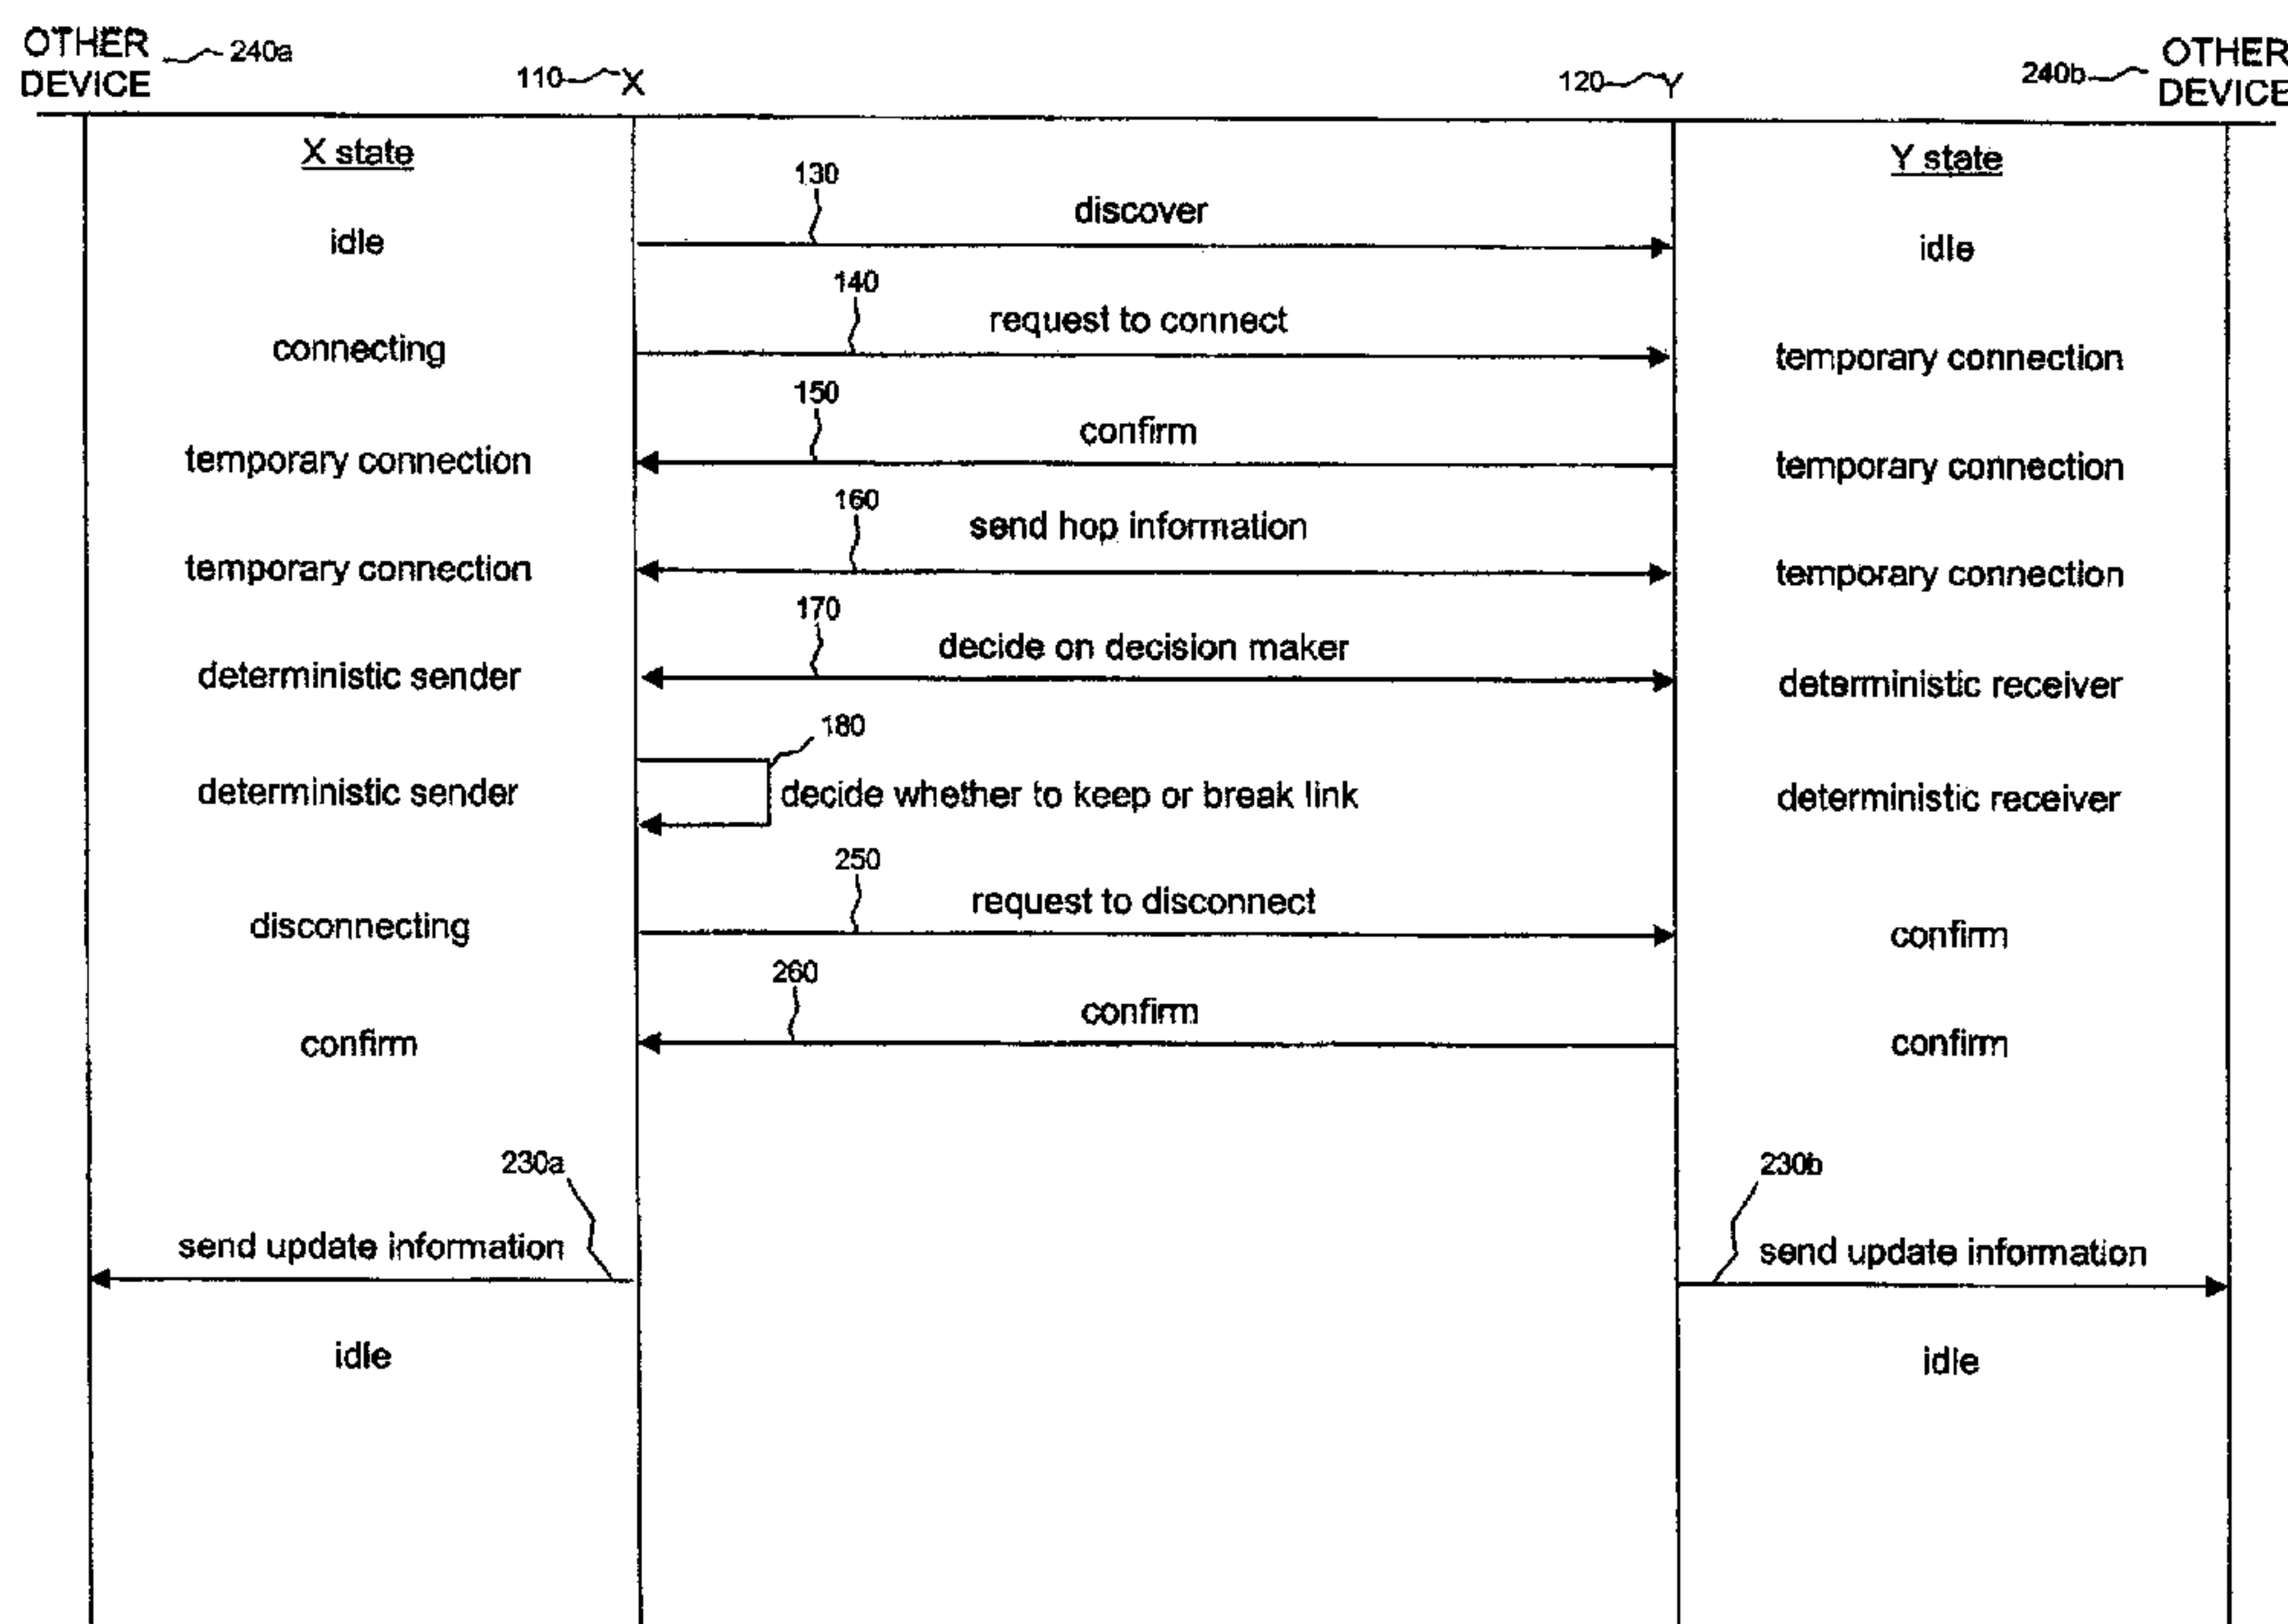 OTHER
DEVICE
240a
110
X
120
Y
240b
OTHER
DEVICE
X state
Y state
130
discover
idle
idle
140
request to connect
connecting
temporary connection
150
confirm
temporary connection
temporary connection
160
send hop information
temporary connection
temporary connection
170
decide on decision maker
deterministic sender
deterministic receiver
180
deterministic sender
decide whether to keep or break link
deterministic receiver
250
request to disconnect
disconnecting
confirm
260
confirm
confirm
confirm
230a
230b
send update information
send update information
idle
idle